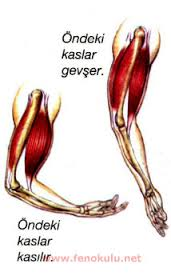 Öndeki
kaslar
gevşer.
Öndeki
kaslar
kasılır.
www.fenokulu.net